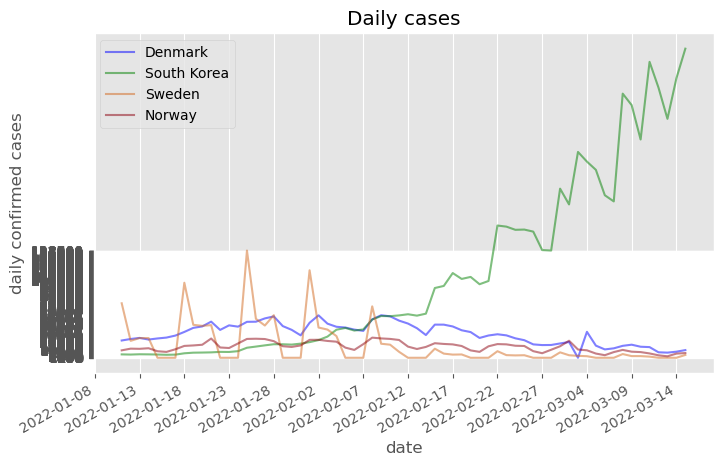 Daily cases
Denmark
South Korea
Sweden
Norway
daily confirmed cases
2022-01-08
2022-01-13
2022-01-18
2022-01-23
2022-01-28
2022-02-02
2022-02-07
2022-02-12
2022-02-17
2022-02-22
2022-02-27
2022-03-04
2022-03-09
2022-03-14
date